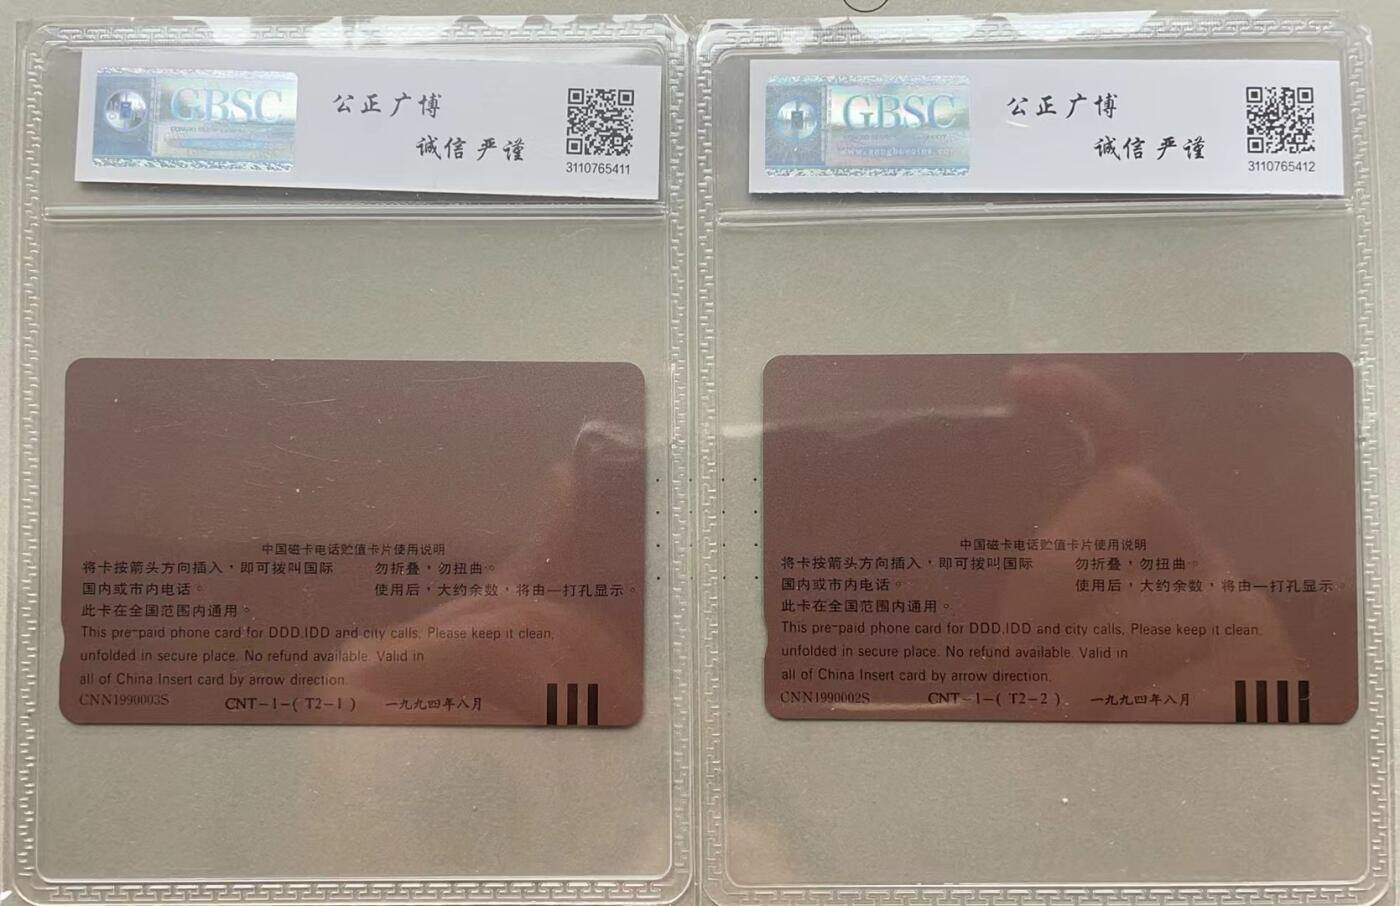 GBSC
公正广博
诚信 严谨
3110765411
中国磁卡电话贮值卡片使用说明
将卡按箭头方向插入，即可拨叫国际
国内或市内电话。
此卡在全国范围内通用。
勿折叠，勿扭曲。
使用后，大约余数，将由一打孔显示。
This pre-paid phone card for DDD.IDD and city calls. Please keep it clean,
unfolded in secure place. No refund available. Valid in
all of China Insert card by arrow direction.
CNN1990003S CNT-1-( T2-1 ) 一九九四年八月
GBSC
公正广博
诚信 严谨
3110765412
中国磁卡电话贮值卡片使用说明
将卡按箭头方向插入，即可拨叫国际
国内或市内电话。
此卡在全国范围内通用。
勿折叠，勿扭曲。
使用后，大约余数，将由一打孔显示。
This pre-paid phone card for DDD.IDD and city calls. Please keep it clean,
unfolded in secure place. No refund available. Valid in
all of China Insert card by arrow direction.
CNN1990002S CNT-1-( T2-2 ) 一九九四年八月